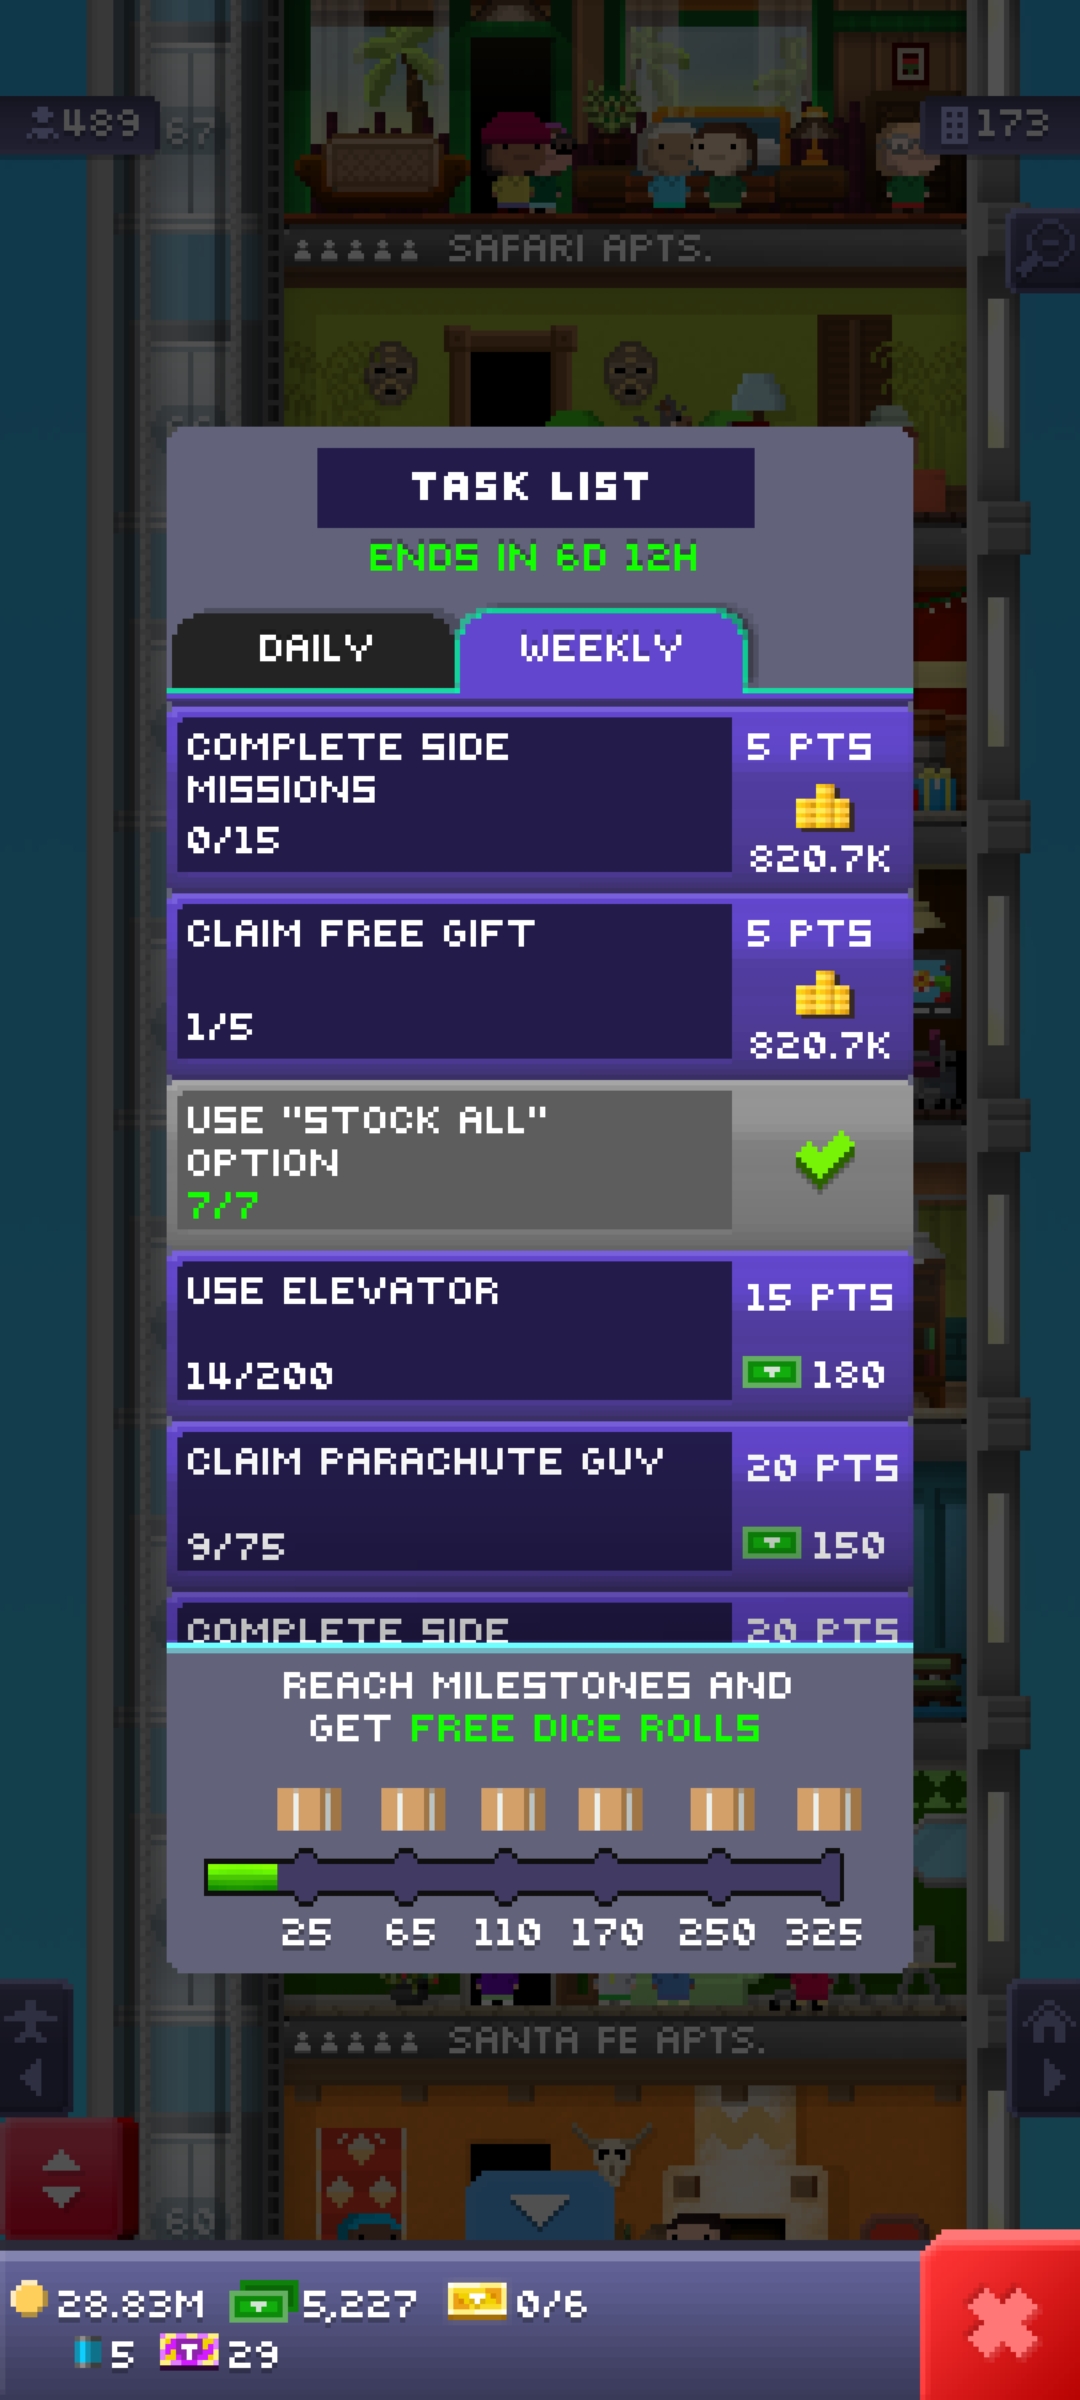 489
67
173
SAFARI APTS.
TASK LIST
ENDS IN 6D 12H
DAILY
WEEKLY
COMPLETE SIDE
MISSIONS
0/15
5 PTS
820.7K
CLAIM FREE GIFT
1/5
5 PTS
820.7K
USE "STOCK ALL"
OPTION
7/7
USE ELEVATOR
14/200
15 PTS
180
CLAIM PARACHUTE GUY
9/75
20 PTS
150
COMPLETE SIDE
20 PTS
REACH MILESTONES AND
GET FREE DICE ROLLS
25 65 110 170 250 325
SANTA FE APTS.
60
28.83M 5,227 0/6
5 29